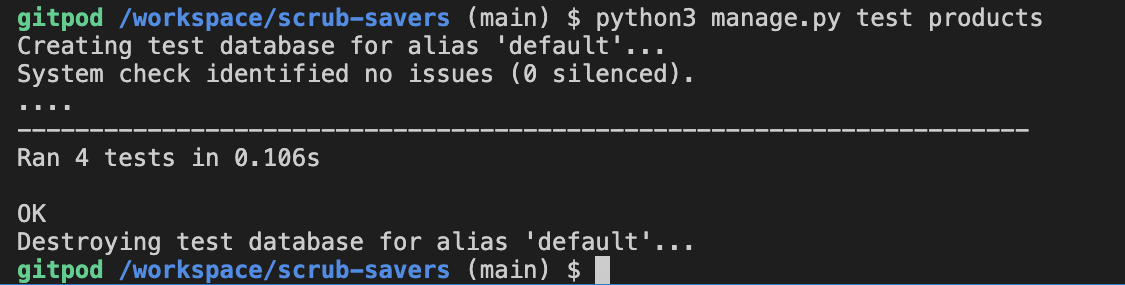 gitpod /workspace/scrub-savers (main) $ python3 manage.py test products
Creating test database for alias 'default'...
System check identified no issues (0 silenced).
....
----------------------------------------------------------------------
Ran 4 tests in 0.106s

OK
Destroying test database for alias 'default'...
gitpod /workspace/scrub-savers (main) $